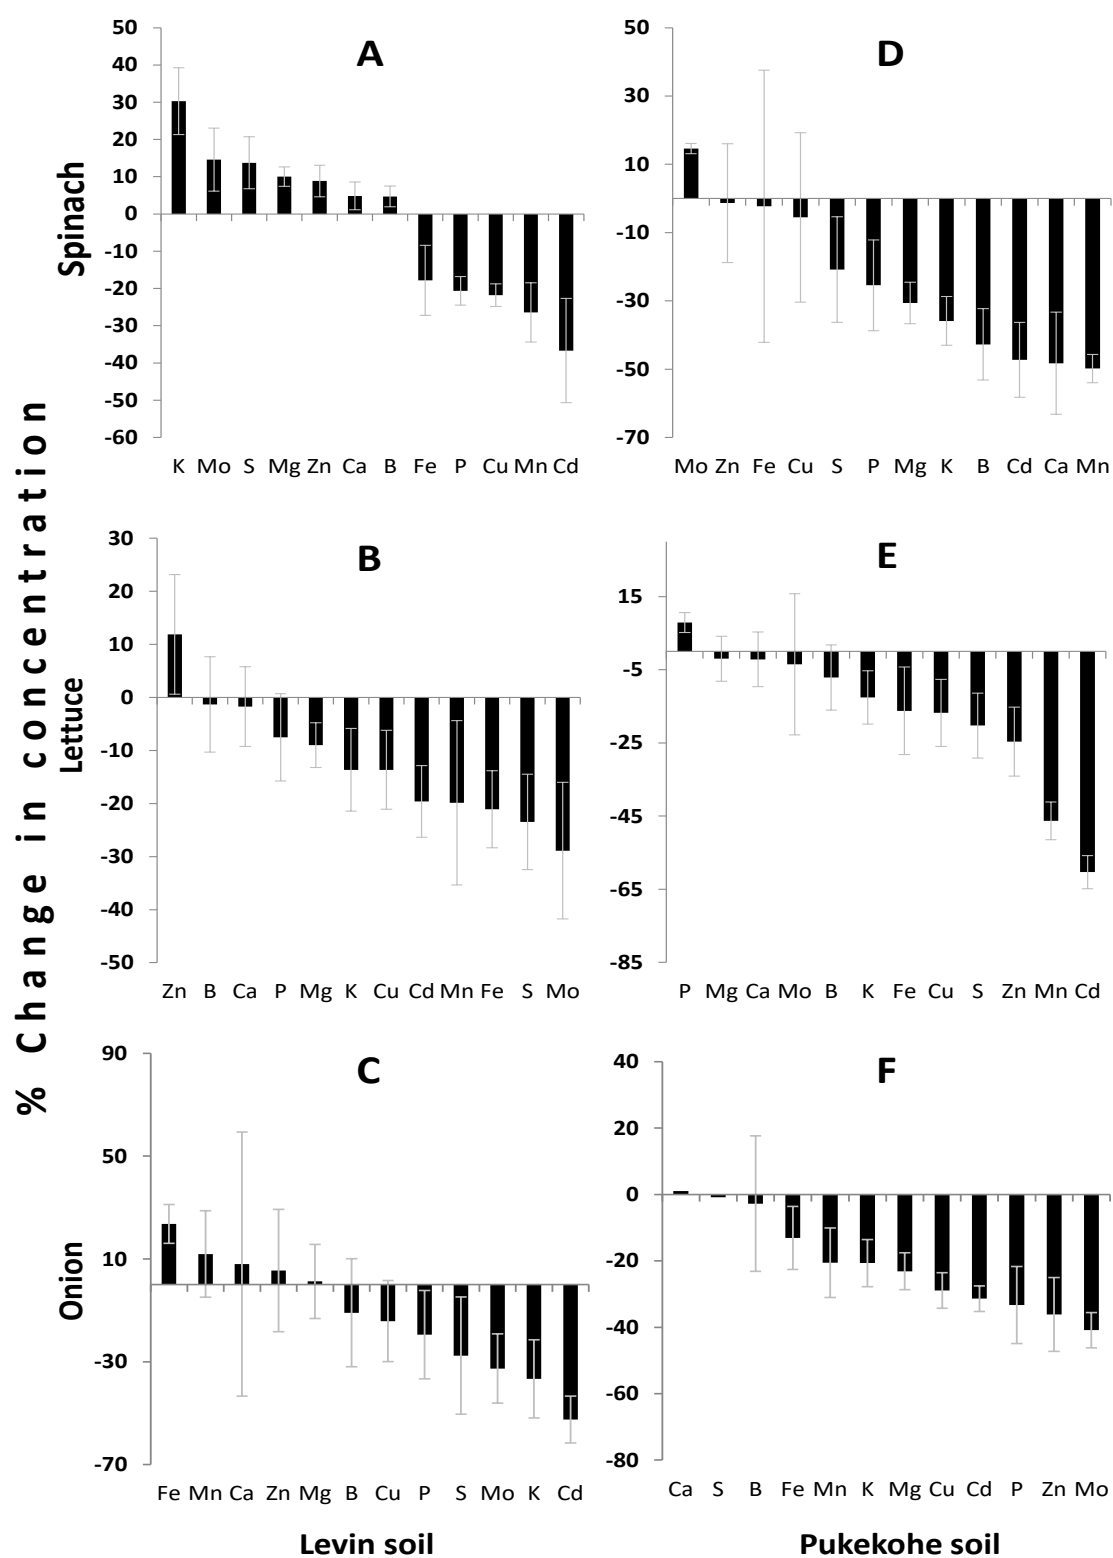 % Change in concentration
Spinach
A
50
40
30
20
10
0
-10
-20
-30
-40
-50
-60
K Mo S Mg Zn Ca B Fe P Cu Mn Cd
D
50
30
10
-10
-30
-50
-70
Mo Zn Fe Cu S P Mg K B Cd Ca Mn
Lettuce
B
30
20
10
0
-10
-20
-30
-40
-50
Zn B Ca P Mg K Cu Cd Mn Fe S Mo
E
15
-5
-25
-45
-65
-85
P Mg Ca Mo B K Fe Cu S Zn Mn Cd
Onion
C
90
50
10
-30
-70
Fe Mn Ca Zn Mg B Cu P S Mo K Cd
F
40
20
0
-20
-40
-60
-80
Ca S B Fe Mn K Mg Cu Cd P Zn Mo
Levin soil
Pukekohe soil